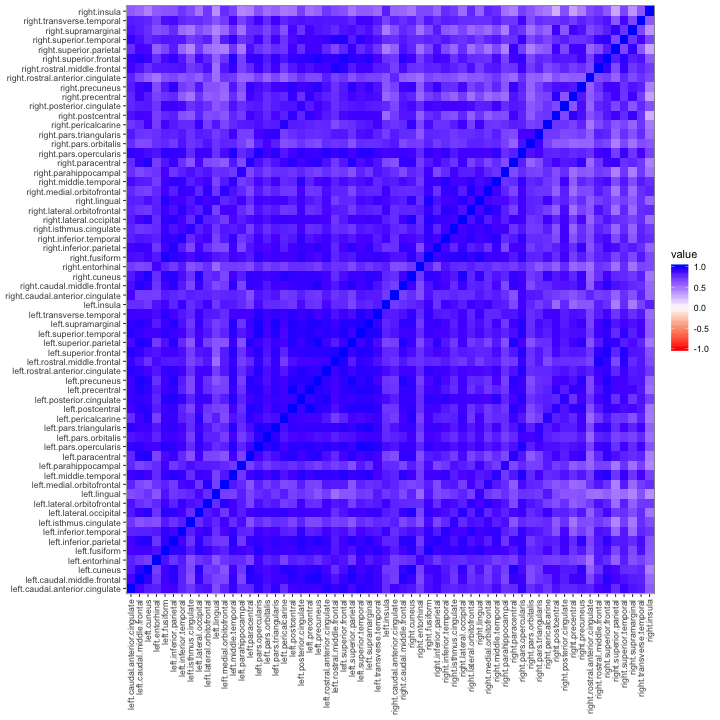 right.insula
right.transverse.temporal
right.supramarginal
right.superior.temporal
right.superior.parietal
right.superior.frontal
right.rostral.middle.frontal
right.rostral.anterior.cingulate
right.precuneus
right.precentral
right.posterior.cingulate
right.postcentral
right.pericalcarine
right.pars.triangularis
right.pars.orbitalis
right.pars.opercularis
right.paracentral
right.parahippocampal
right.middle.temporal
right.medial.orbitofrontal
right.lingual
right.lateral.orbitofrontal
right.lateral.occipital
right.isthmus.cingulate
right.inferior.temporal
right.inferior.parietal
right.fusiform
right.entorhinal
right.cuneus
right.caudal.middle.frontal
right.caudal.anterior.cingulate
left.insula
left.transverse.temporal
left.supramarginal
left.superior.temporal
left.superior.parietal
left.superior.frontal
left.rostral.middle.frontal
left.rostral.anterior.cingulate
left.precuneus
left.precentral
left.posterior.cingulate
left.postcentral
left.pericalcarine
left.pars.triangularis
left.pars.orbitalis
left.pars.opercularis
left.paracentral
left.parahippocampal
left.middle.temporal
left.medial.orbitofrontal
left.lingual
left.lateral.orbitofrontal
left.lateral.occipital
left.isthmus.cingulate
left.inferior.temporal
left.inferior.parietal
left.fusiform
left.entorhinal
left.cuneus
left.caudal.middle.frontal
left.caudal.anterior.cingulate
left.caudal.anterior.cingulate
left.caudal.middle.frontal
left.cuneus
left.entorhinal
left.fusiform
left.inferior.parietal
left.inferior.temporal
left.isthmus.cingulate
left.lateral.occipital
left.lateral.orbitofrontal
left.lingual
left.medial.orbitofrontal
left.middle.temporal
left.parahippocampal
left.paracentral
left.pars.opercularis
left.pars.orbitalis
left.pars.triangularis
left.pericalcarine
left.postcentral
left.posterior.cingulate
left.precentral
left.precuneus
left.rostral.anterior.cingulate
left.rostral.middle.frontal
left.superior.frontal
left.superior.parietal
left.superior.temporal
left.supramarginal
left.transverse.temporal
left.insula
right.caudal.anterior.cingulate
right.caudal.middle.frontal
right.cuneus
right.entorhinal
right.fusiform
right.inferior.parietal
right.inferior.temporal
right.isthmus.cingulate
right.lateral.occipital
right.lateral.orbitofrontal
right.lingual
right.medial.orbitofrontal
right.middle.temporal
right.parahippocampal
right.paracentral
right.pars.opercularis
right.pars.orbitalis
right.pars.triangularis
right.pericalcarine
right.postcentral
right.posterior.cingulate
right.precentral
right.precuneus
right.rostral.anterior.cingulate
right.rostral.middle.frontal
right.superior.frontal
right.superior.parietal
right.superior.temporal
right.supramarginal
right.transverse.temporal
right.insula
value
1.0
0.5
0.0
-0.5
-1.0